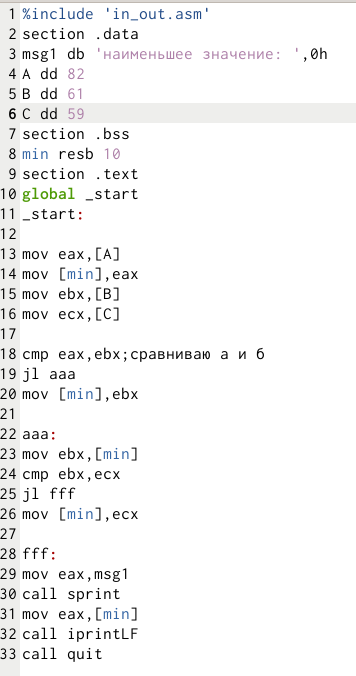 1 %include 'in_out.asm'
2 section .data
3 msg1 db 'наименьшее значение: ',0h
4 A dd 82
5 B dd 61
6 C dd 59
7 section .bss
8 min resb 10
9 section .text
10 global _start
11 _start:
12
13 mov eax,[A]
14 mov [min],eax
15 mov ebx,[B]
16 mov ecx,[C]
17
18 cmp eax,ebx;сравниваю а и б
19 jl aaa
20 mov [min],ebx
21
22 aaa:
23 mov ebx,[min]
24 cmp ebx,ecx
25 jl fff
26 mov [min],ecx
27
28 fff:
29 mov eax,msg1
30 call sprint
31 mov eax,[min]
32 call iprintLF
33 call quit